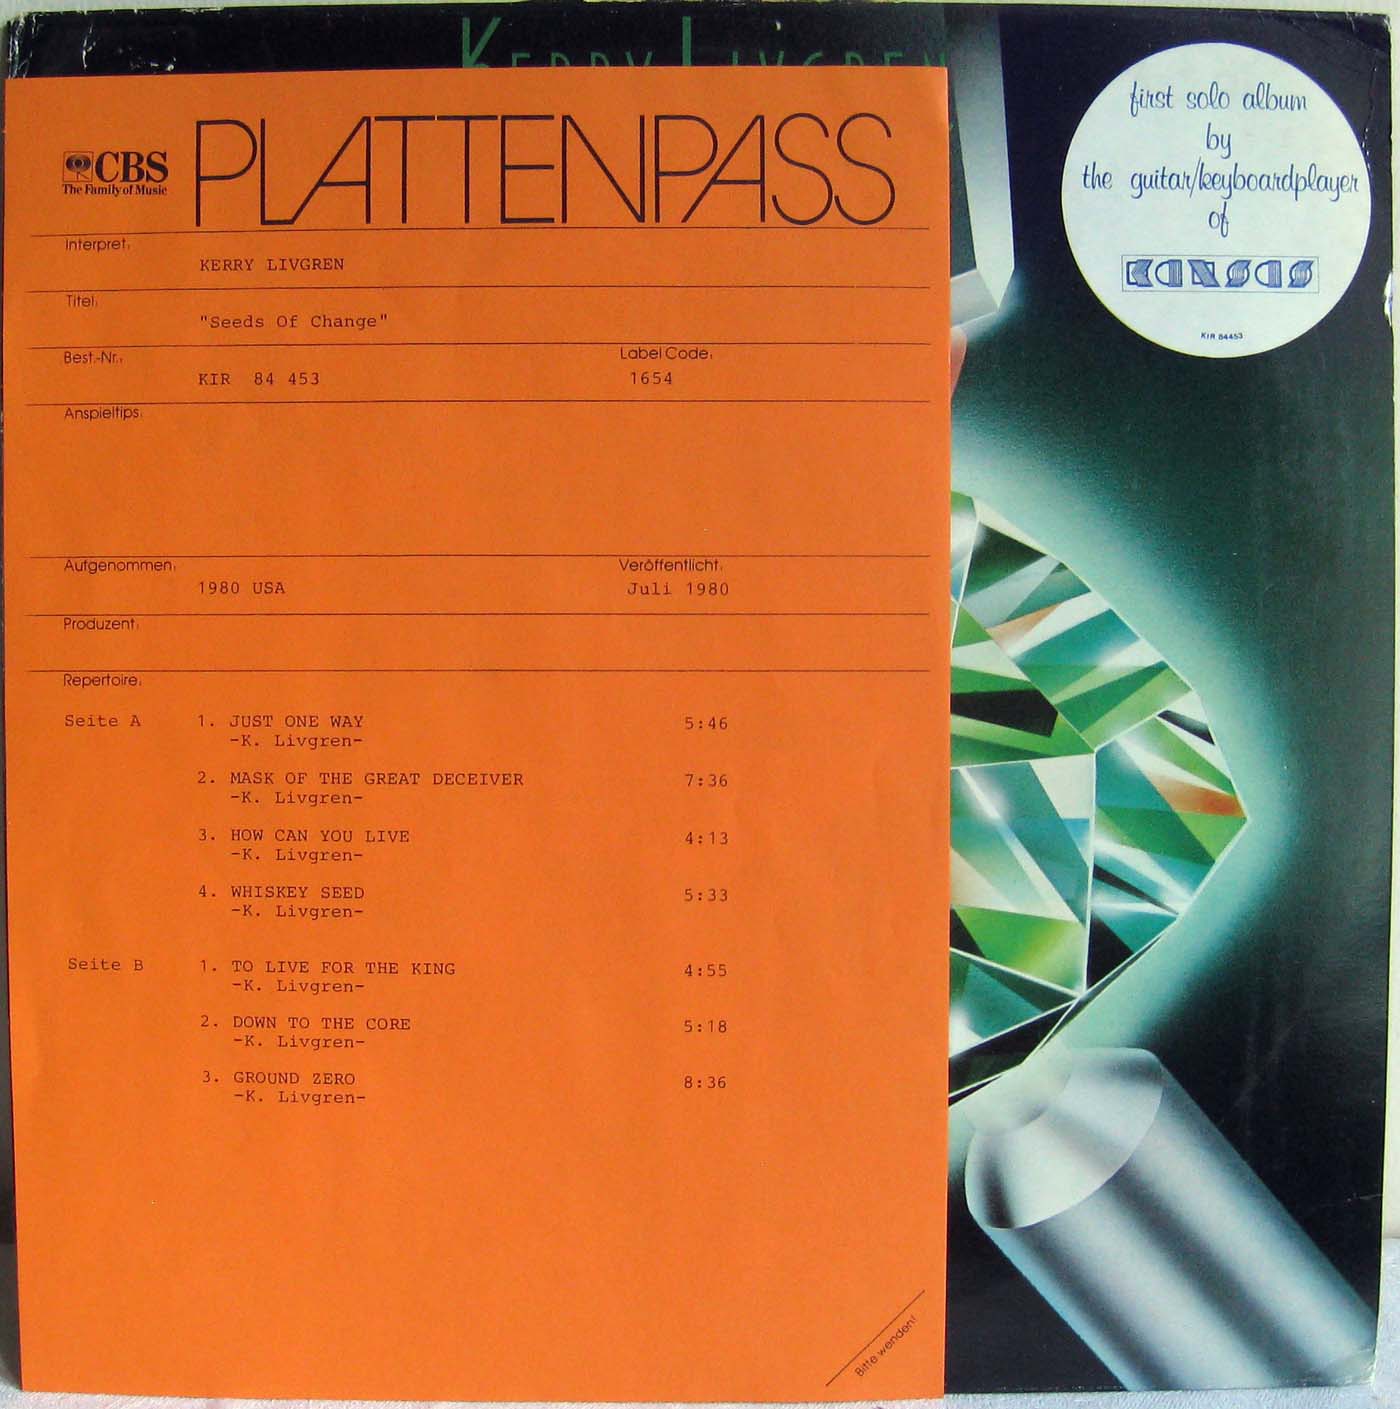 KERRY LIVGREN
first solo album
by
the guitar/keyboardplayer
of
KANSAS
KIR 84453
CBS
The Family of Music
PLATTENPASS
Interpret:
KERRY LIVGREN
Titel:
"Seeds Of Change"
Best.-Nr.: Label Code:
KIR 84 453 1654
Anspieltips:
Aufgenommen: Veröffentlicht:
1980 USA Juli 1980
Produzent:
Repertoire:
Seite A 1. JUST ONE WAY 5:46
-K. Livgren-
2. MASK OF THE GREAT DECEIVER 7:36
-K. Livgren-
3. HOW CAN YOU LIVE 4:13
-K. Livgren-
4. WHISKEY SEED 5:33
-K. Livgren-
Seite B 1. TO LIVE FOR THE KING 4:55
-K. Livgren-
2. DOWN TO THE CORE 5:18
-K. Livgren-
3. GROUND ZERO 8:36
-K. Livgren-
Bitte wenden!